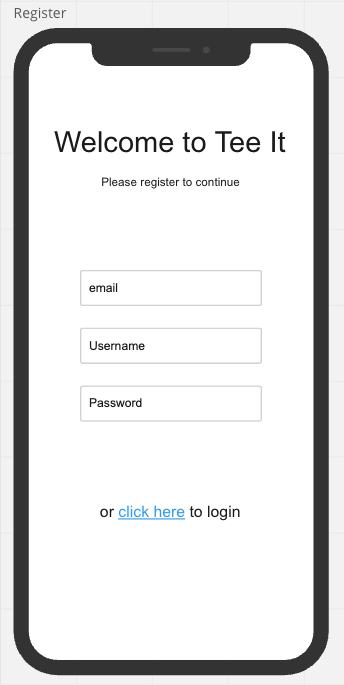 Register
Welcome to Tee It
Please register to continue
email
Username
Password
or click here to login